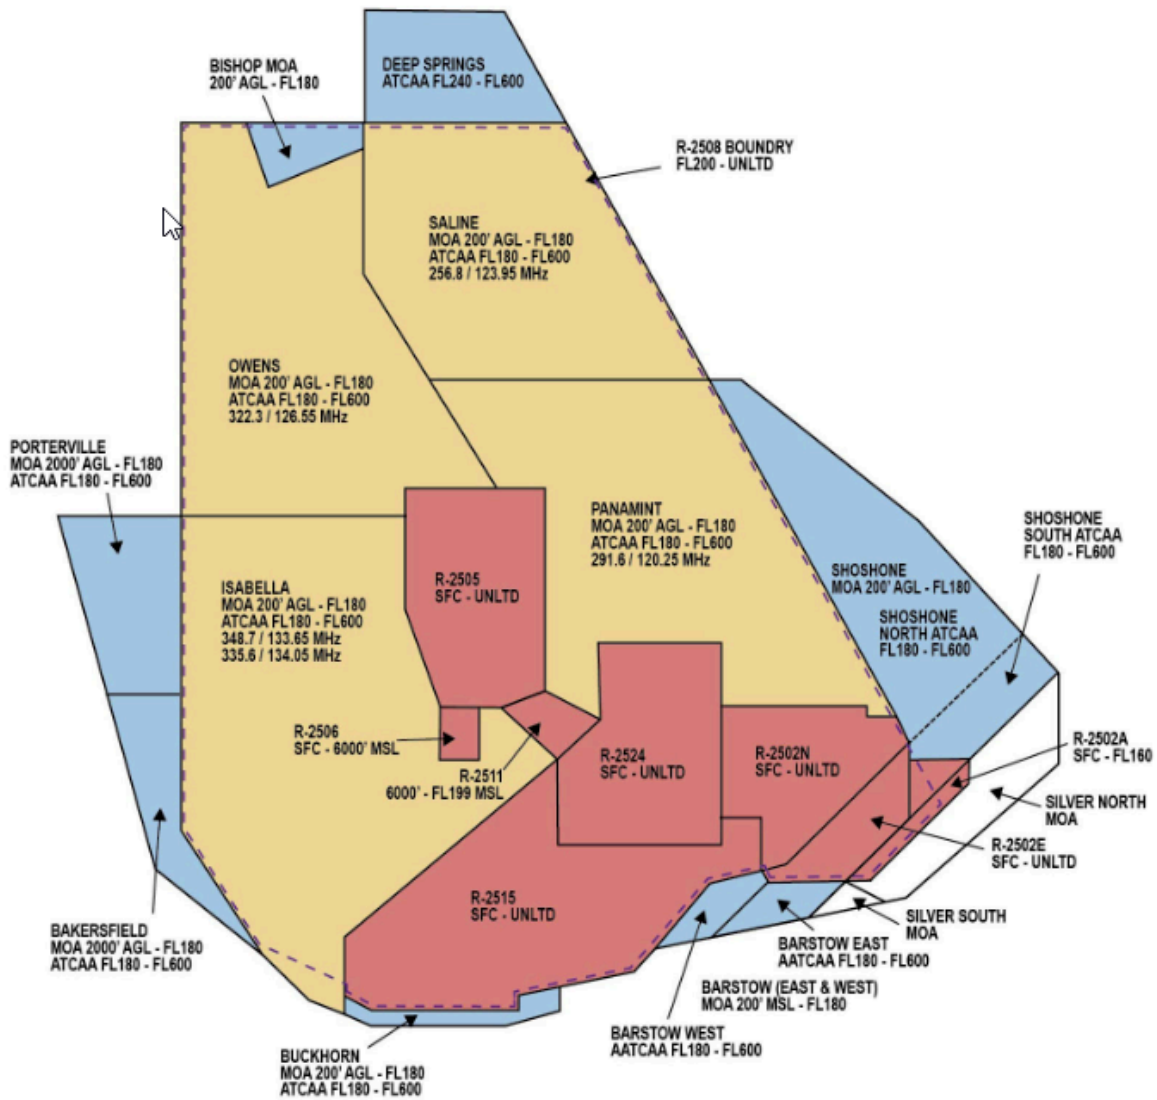 DEEP SPRINGS
ATCAA FL240 - FL600
BISHOP MOA
200' AGL - FL180
R-2508 BOUNDRY
FL200 - UNLTD
SALINE
MOA 200' AGL - FL180
ATCAA FL180 - FL600
256.8 / 123.95 MHz
OWENS
MOA 200' AGL - FL180
ATCAA FL180 - FL600
322.3 / 126.55 MHz
PORTERVILLE
MOA 2000' AGL - FL180
ATCAA FL180 - FL600
PANAMINT
MOA 200' AGL - FL180
ATCAA FL180 - FL600
291.6 / 120.25 MHz
SHOSHONE
SOUTH ATCAA
FL180 - FL600
SHOSHONE
MOA 200' AGL - FL180
SHOSHONE
NORTH ATCAA
FL180 - FL600
ISABELLA
MOA 200' AGL - FL180
ATCAA FL180 - FL600
348.7 / 133.65 MHz
335.6 / 134.05 MHz
R-2505
SFC - UNLTD
R-2506
SFC - 6000' MSL
R-2511
6000' - FL199 MSL
R-2524
SFC - UNLTD
R-2502N
SFC - UNLTD
R-2502A
SFC - FL160
SILVER NORTH
MOA
R-2502E
SFC - UNLTD
R-2515
SFC - UNLTD
SILVER SOUTH
MOA
BAKERSFIELD
MOA 2000' AGL - FL180
ATCAA FL180 - FL600
BARSTOW EAST
AATCAA FL180 - FL600
BARSTOW (EAST & WEST)
MOA 200' MSL - FL180
BARSTOW WEST
AATCAA FL180 - FL600
BUCKHORN
MOA 200' AGL - FL180
ATCAA FL180 - FL600